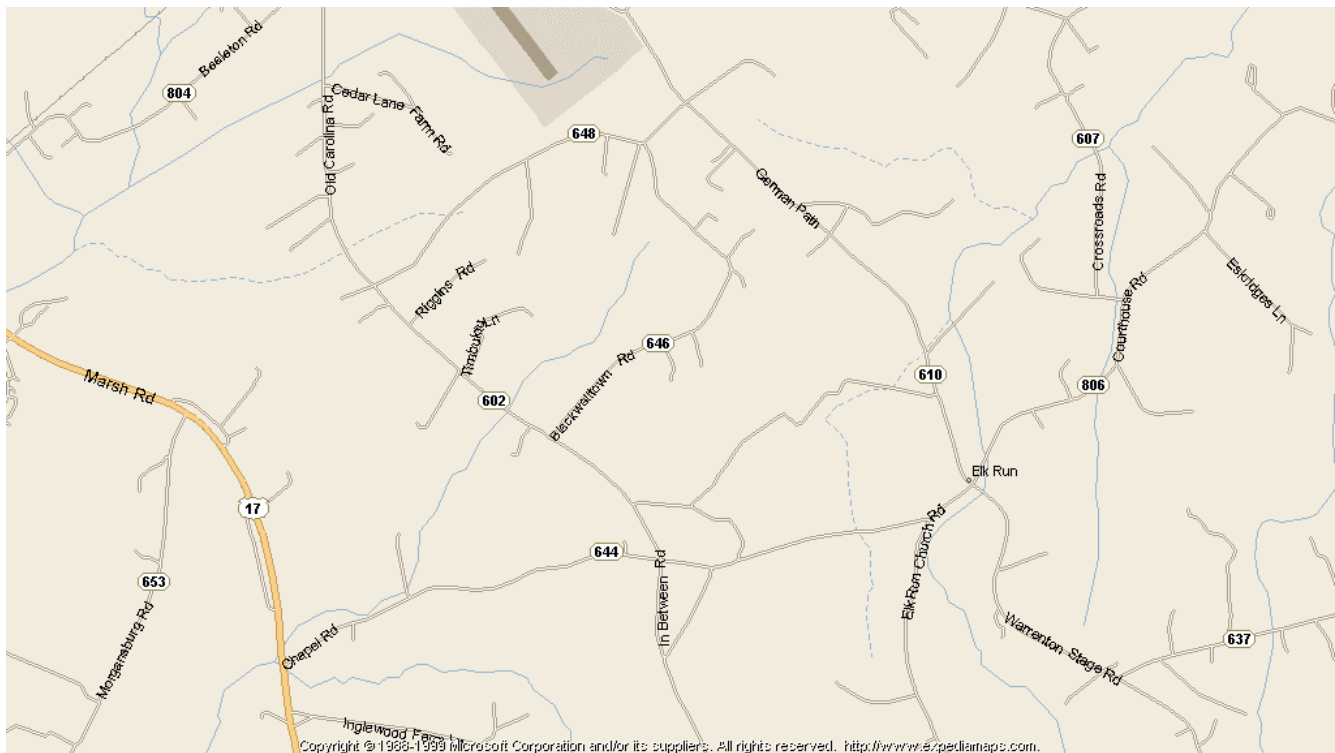 Beeleton Rd
804
Cedar Lane Farm Rd
648
607
Old Carolina Rd
German Path
Crossroads Rd
Riggins Rd
Eskridges Ln
Courthouse Rd
Timbuktu Ln
646
Marsh Rd
610
806
602
Blackwelltown Rd
Elk Run
17
Elk Run Church Rd
644
653
In Between Rd
Warrenton Stage Rd
637
Chapel Rd
Morgansburg Rd
Inglewood Farm
Copyright © 1988-1999 Microsoft Corporation and/or its suppliers. All rights reserved. http://www.expediamaps.com.